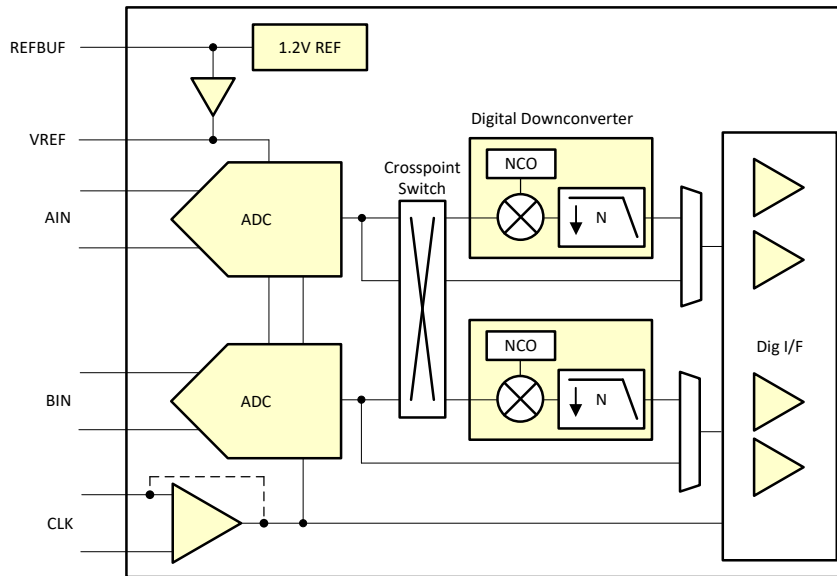 REFBUF
1.2V REF
VREF
Digital Downconverter
Crosspoint
Switch
NCO
AIN
ADC
N
NCO
Dig I/F
BIN
ADC
N
CLK